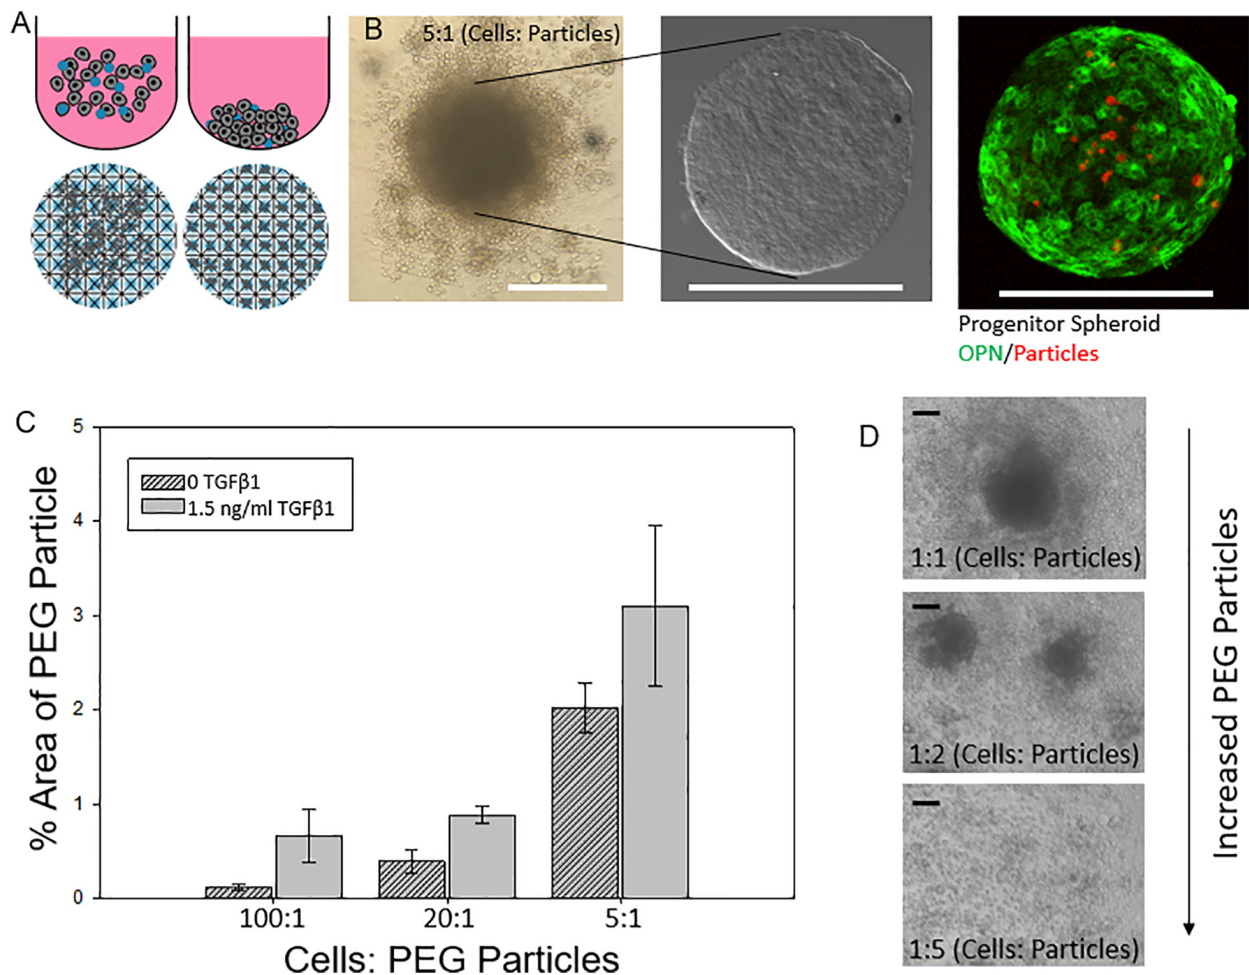 A
B
5:1 (Cells: Particles)
Progenitor Spheroid
OPN/Particles
C
% Area of PEG Particle
5
4
3
2
1
0
0 TGFβ1
1.5 ng/ml TGFβ1
100:1
20:1
5:1
Cells: PEG Particles
D
1:1 (Cells: Particles)
1:2 (Cells: Particles)
1:5 (Cells: Particles)
Increased PEG Particles